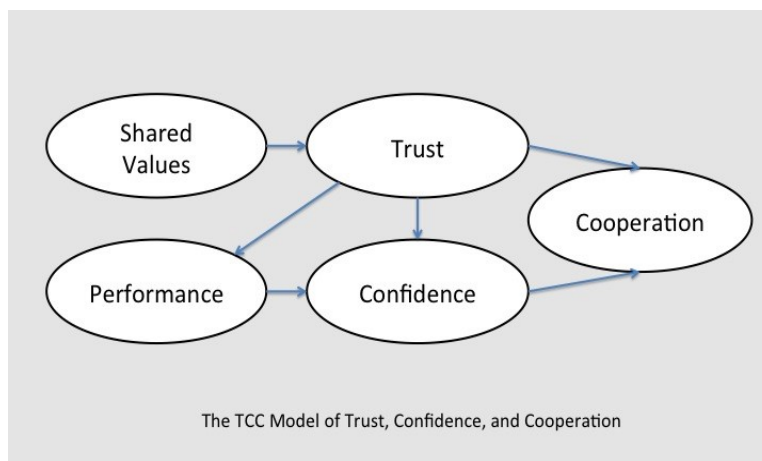 Shared
Values
Trust
Cooperation
Performance
Confidence
The TCC Model of Trust, Confidence, and Cooperation